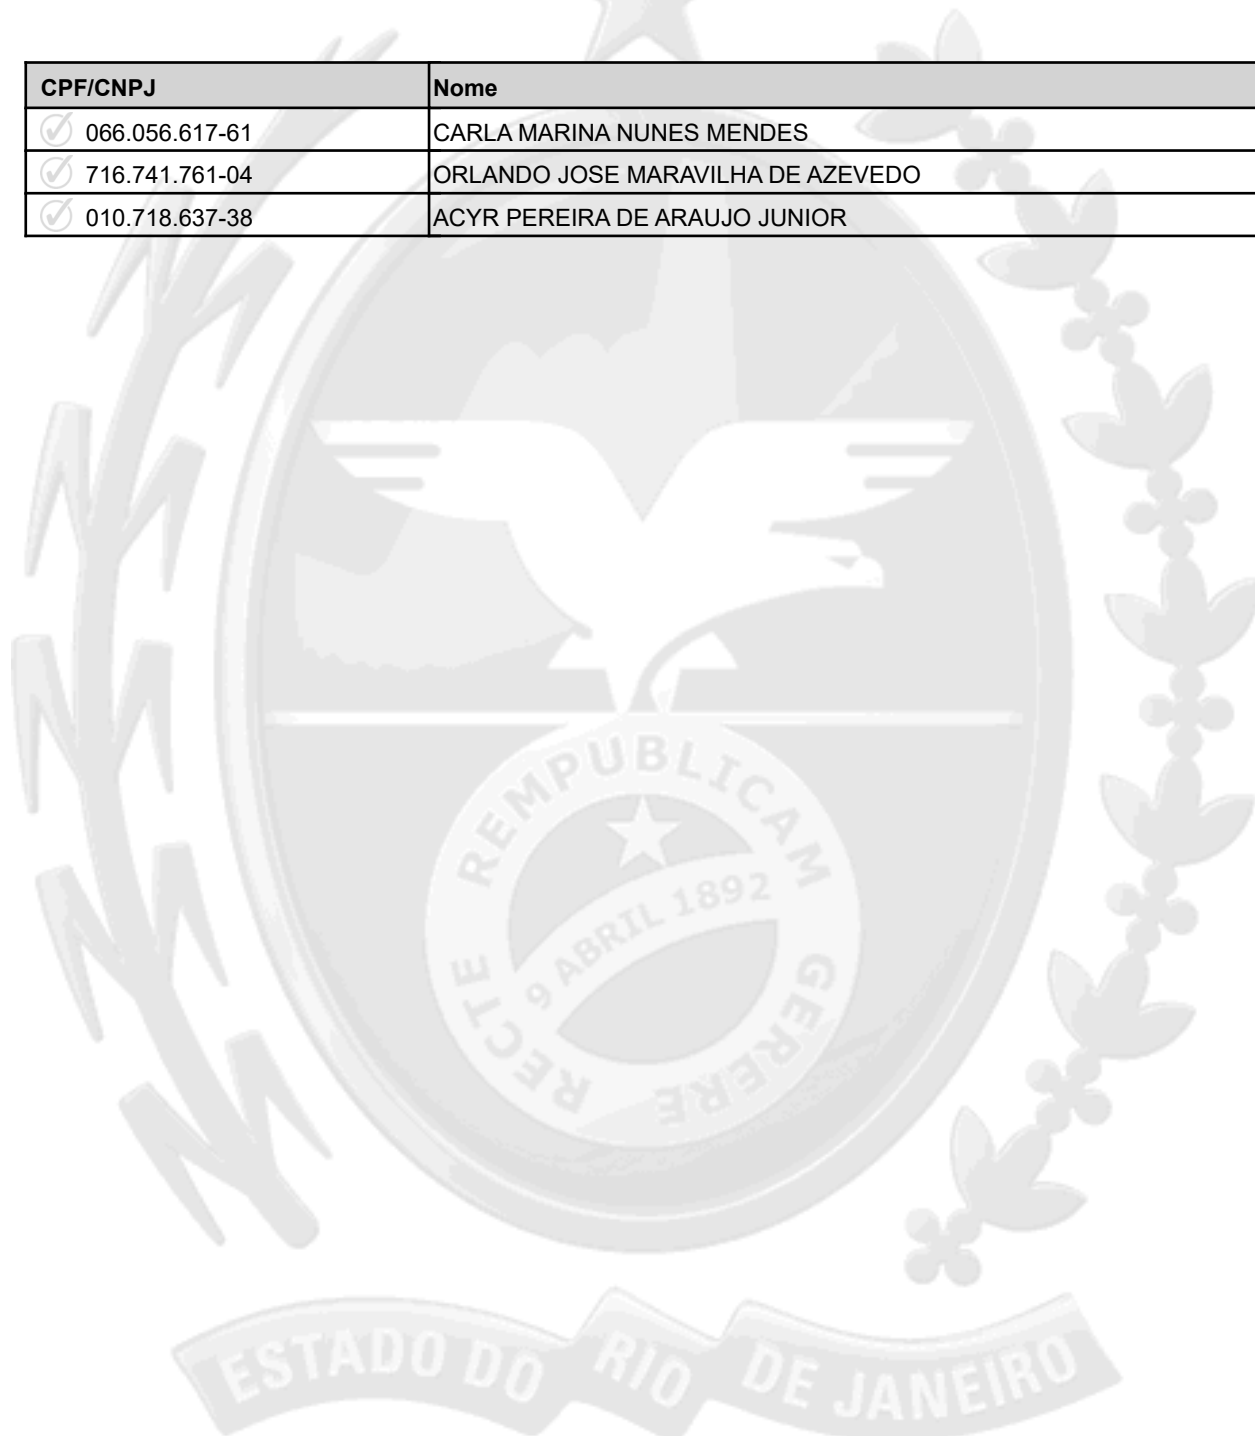 CPF/CNPJ Nome
066.056.617-61 CARLA MARINA NUNES MENDES
716.741.761-04 ORLANDO JOSE MARAVILHA DE AZEVEDO
010.718.637-38 ACYR PEREIRA DE ARAUJO JUNIOR
RECTE REMPUBLICAM GERERE
9 ABRIL 1892
ESTADO DO RIO DE JANEIRO